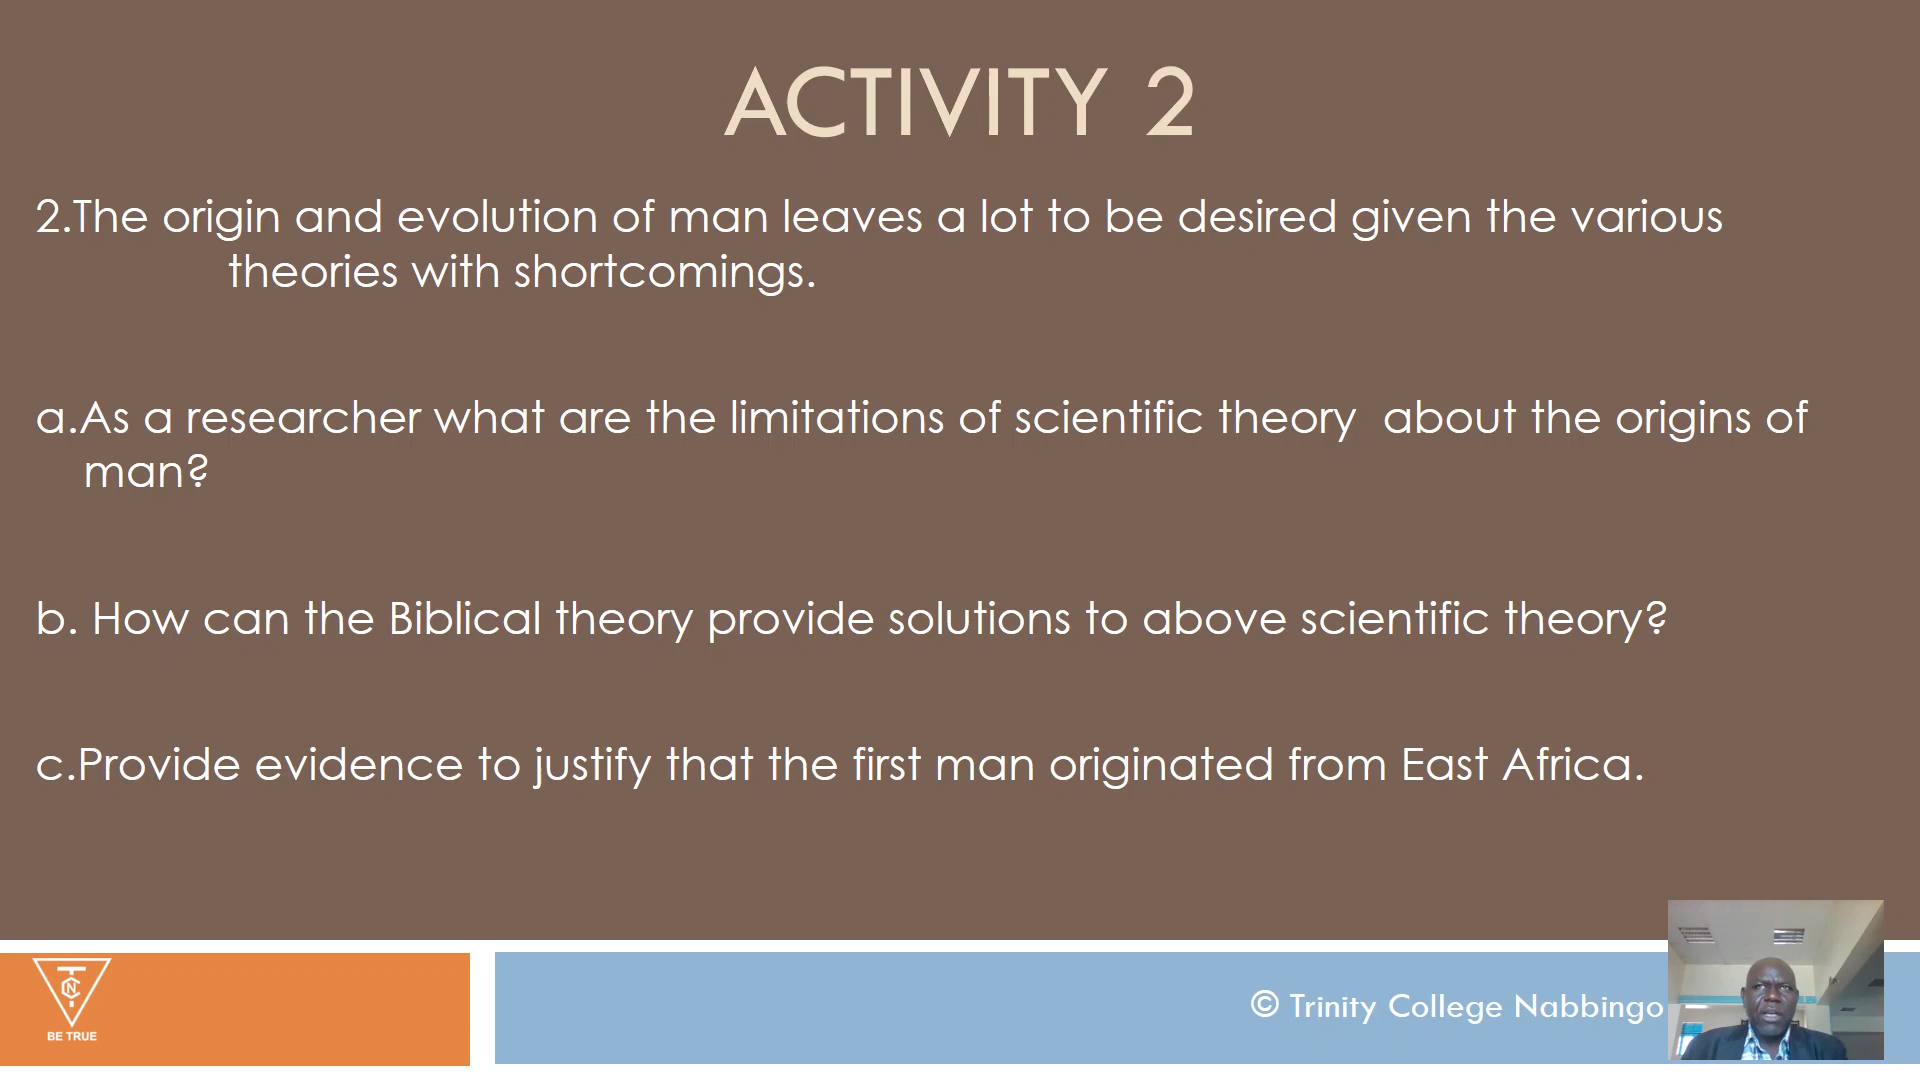 ACTIVITY 2
2.The origin and evolution of man leaves a lot to be desired given the various
theories with shortcomings.
a.As a researcher what are the limitations of scientific theory  about the origins of
man?
b. How can the Biblical theory provide solutions to above scientific theory?
c.Provide evidence to justify that the first man originated from East Africa.
T
C N
I
BE TRUE
© Trinity College Nabbingo